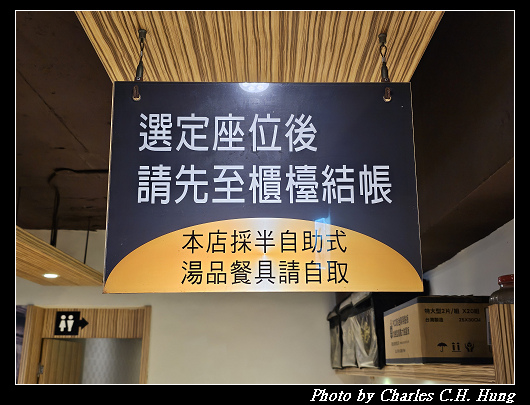 選定座位後
請先至櫃檯結帳
本店採半自助式
湯品餐具請自取
Photo by Charles C.H. Hung